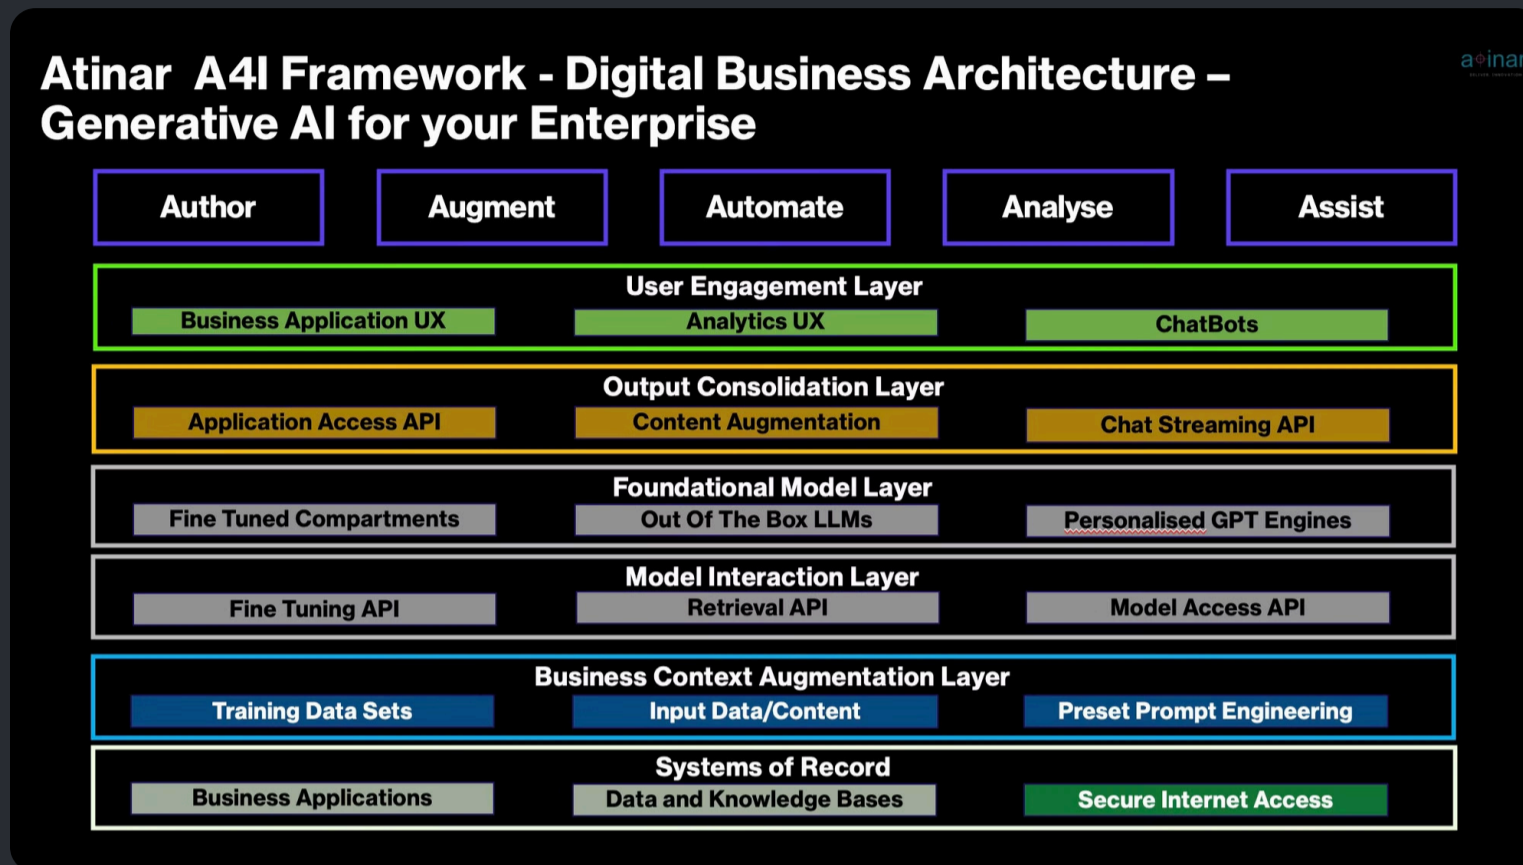 Atinar A4I Framework - Digital Business Architecture –
Generative AI for your Enterprise
Author
Augment
Automate
Analyse
Assist
User Engagement Layer
Business Application UX
Analytics UX
ChatBots
Output Consolidation Layer
Application Access API
Content Augmentation
Chat Streaming API
Foundational Model Layer
Fine Tuned Compartments
Out Of The Box LLMs
Personalised GPT Engines
Model Interaction Layer
Fine Tuning API
Retrieval API
Model Access API
Business Context Augmentation Layer
Training Data Sets
Input Data/Content
Preset Prompt Engineering
Systems of Record
Business Applications
Data and Knowledge Bases
Secure Internet Access